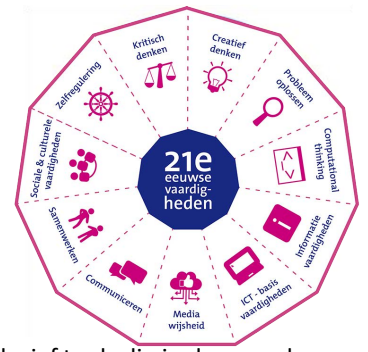 21e
eeuwse
vaardig-
heden
Kritisch
denken
Creatief
denken
Probleem
oplossen
Computational
thinking
Informatie
vaardigheden
ICT - basis
vaardigheden
Media
wijsheid
Communiceren
Samenwerken
Sociale & culturele
vaardigheden
Zelfregulering